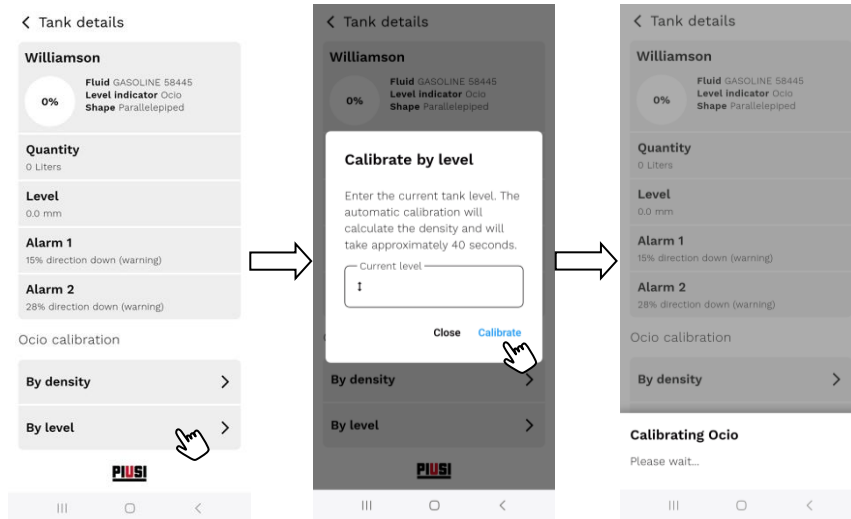 Tank details
Williamson
0%
Fluid GASOLINE 58445
Level indicator Ocio
Shape Parallelepiped
Quantity
0 Liters
Level
0.0 mm
Alarm 1
15% direction down (warning)
Alarm 2
28% direction down (warning)
Ocio calibration
By density
By level
PIUSI
Tank details
Williamson
0%
Fluid GASOLINE 58445
Level indicator Ocio
Shape Parallelepiped
Calibrate by level
Enter the current tank level. The
automatic calibration will
calculate the density and will
take approximately 40 seconds.
Current level
Close Calibrate
By density
By level
PIUSI
Tank details
Williamson
0%
Fluid GASOLINE 58445
Level indicator Ocio
Shape Parallelepiped
Quantity
0 Liters
Level
0.0 mm
Alarm 1
15% direction down (warning)
Alarm 2
28% direction down (warning)
Ocio calibration
By density
Calibrating Ocio
Please wait...